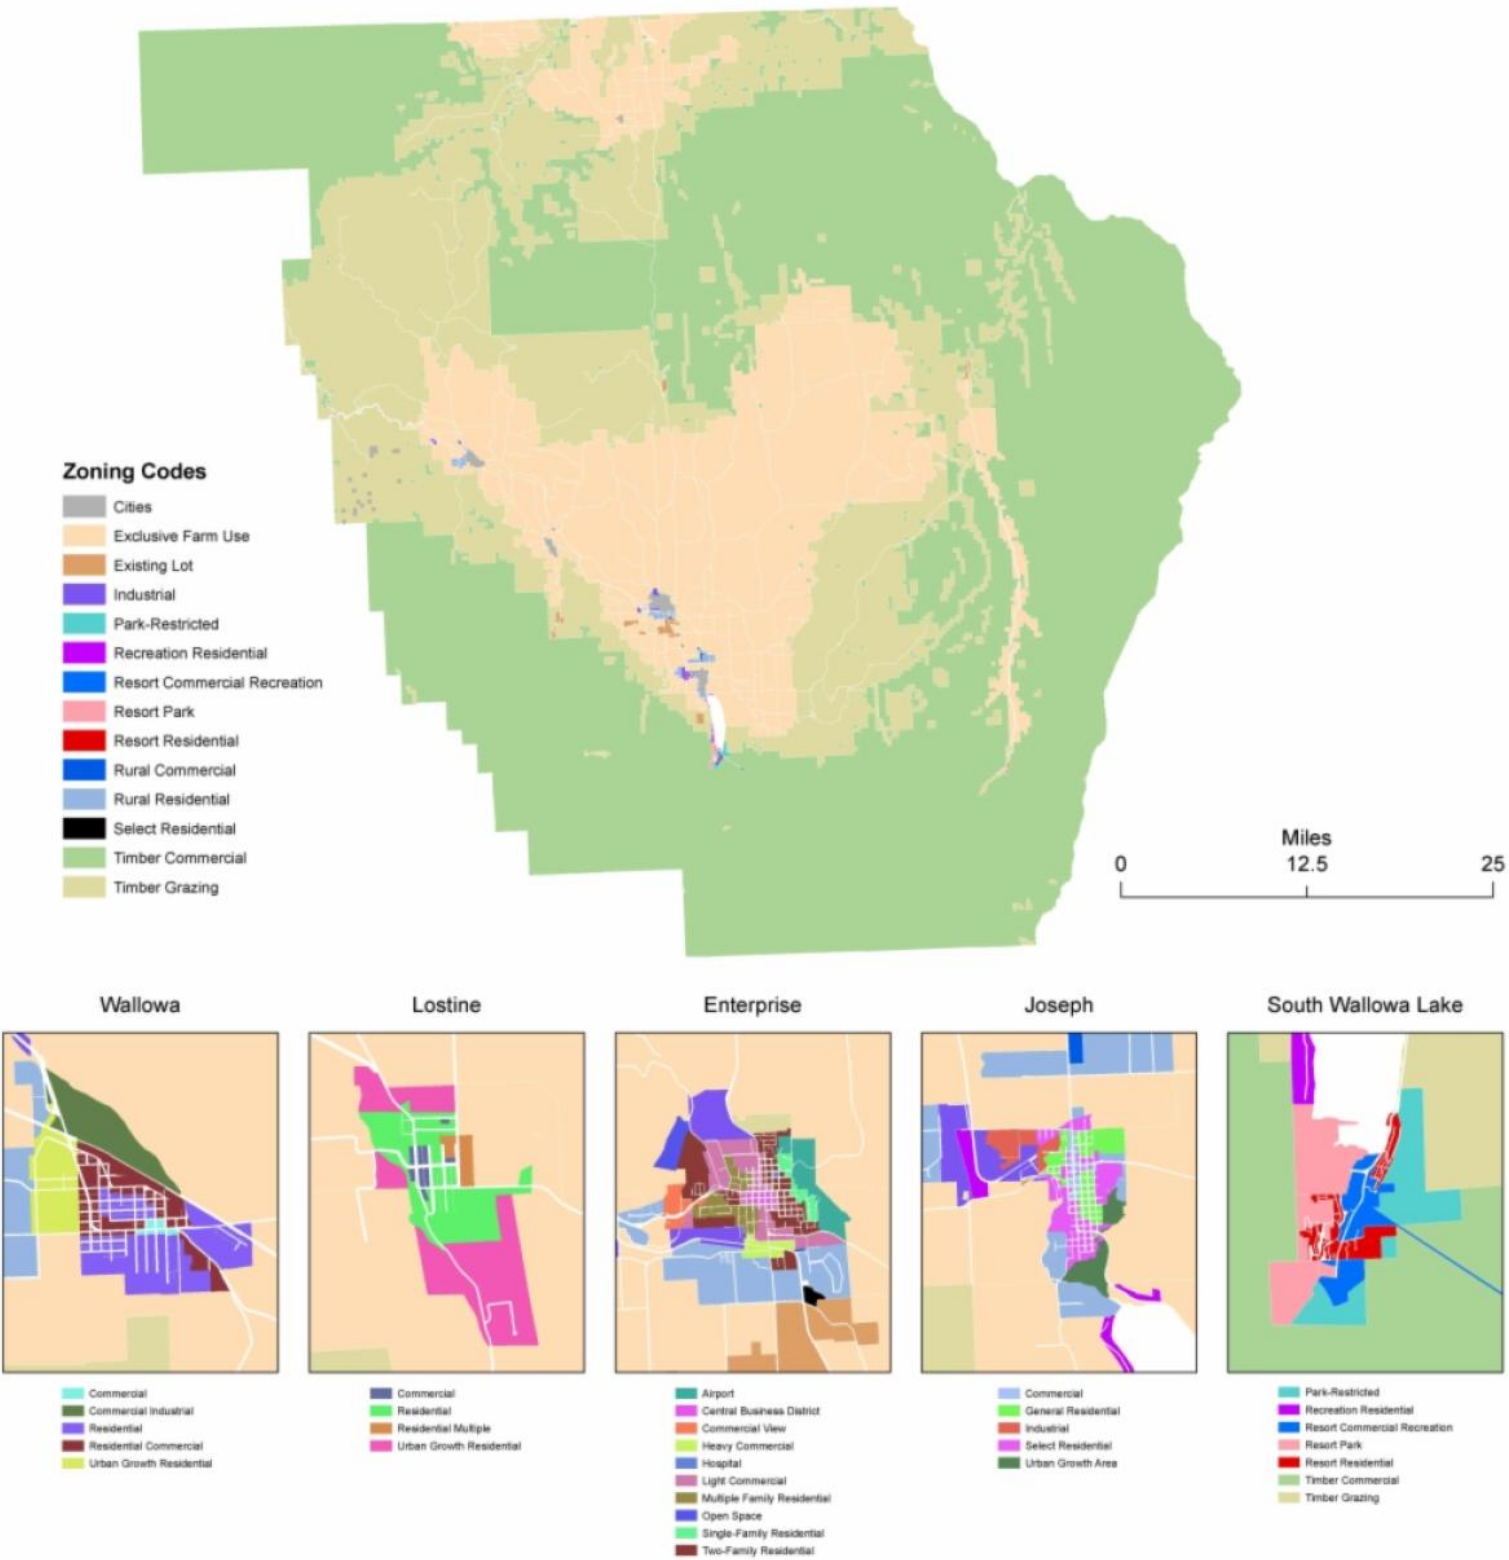 Zoning Codes
Cities
Exclusive Farm Use
Existing Lot
Industrial
Park-Restricted
Recreation Residential
Resort Commercial Recreation
Resort Park
Resort Residential
Rural Commercial
Rural Residential
Select Residential
Timber Commercial
Timber Grazing
Miles
0 12.5 25
Wallowa
Lostine
Enterprise
Joseph
South Wallowa Lake
Commercial
Commercial Industrial
Residential
Residential Commercial
Urban Growth Residential
Commercial
Residential
Residential Multiple
Urban Growth Residential
Airport
Central Business District
Commercial View
Heavy Commercial
Hospital
Light Commercial
Multiple Family Residential
Open Space
Single-Family Residential
Two-Family Residential
Commercial
General Residential
Industrial
Select Residential
Urban Growth Area
Park-Restricted
Recreation Residential
Resort Commercial Recreation
Resort Park
Resort Residential
Timber Commercial
Timber Grazing